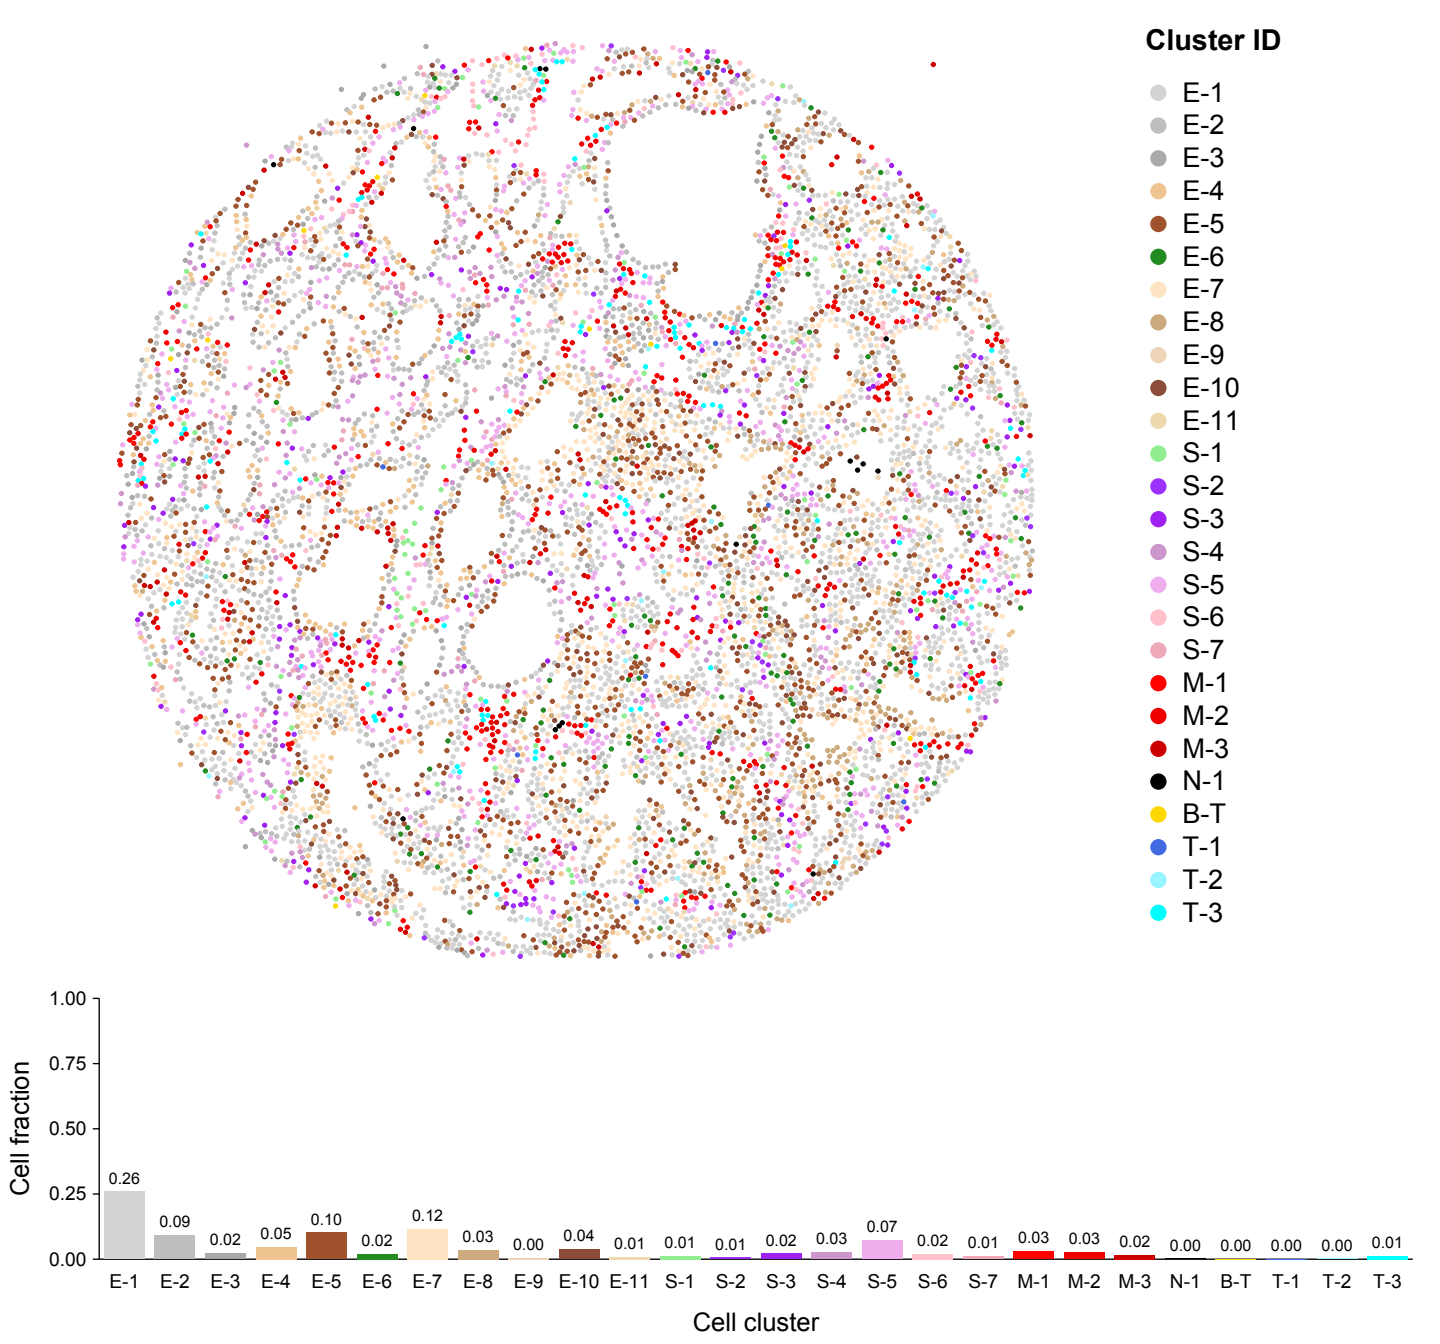 Cluster ID
E-1
E-2
E-3
E-4
E-5
E-6
E-7
E-8
E-9
E-10
E-11
S-1
S-2
S-3
S-4
S-5
S-6
S-7
M-1
M-2
M-3
N-1
B-T
T-1
T-2
T-3
1.00
0.75
0.50
0.25
0.00
Cell fraction
0.26 0.09 0.02 0.05 0.10 0.02 0.12 0.03 0.00 0.04 0.01 0.01 0.01 0.02 0.03 0.07 0.02 0.01 0.03 0.03 0.02 0.00 0.00 0.00 0.00 0.01
E-1 E-2 E-3 E-4 E-5 E-6 E-7 E-8 E-9 E-10 E-11 S-1 S-2 S-3 S-4 S-5 S-6 S-7 M-1 M-2 M-3 N-1 B-T T-1 T-2 T-3
Cell cluster